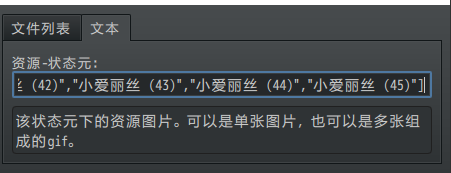 文件列表 文本
资源-状态元:
(42)","小爱丽丝 (43)","小爱丽丝 (44)","小爱丽丝 (45)"]
该状态元下的资源图片。可以是单张图片，也可以是多张组
成的gif。